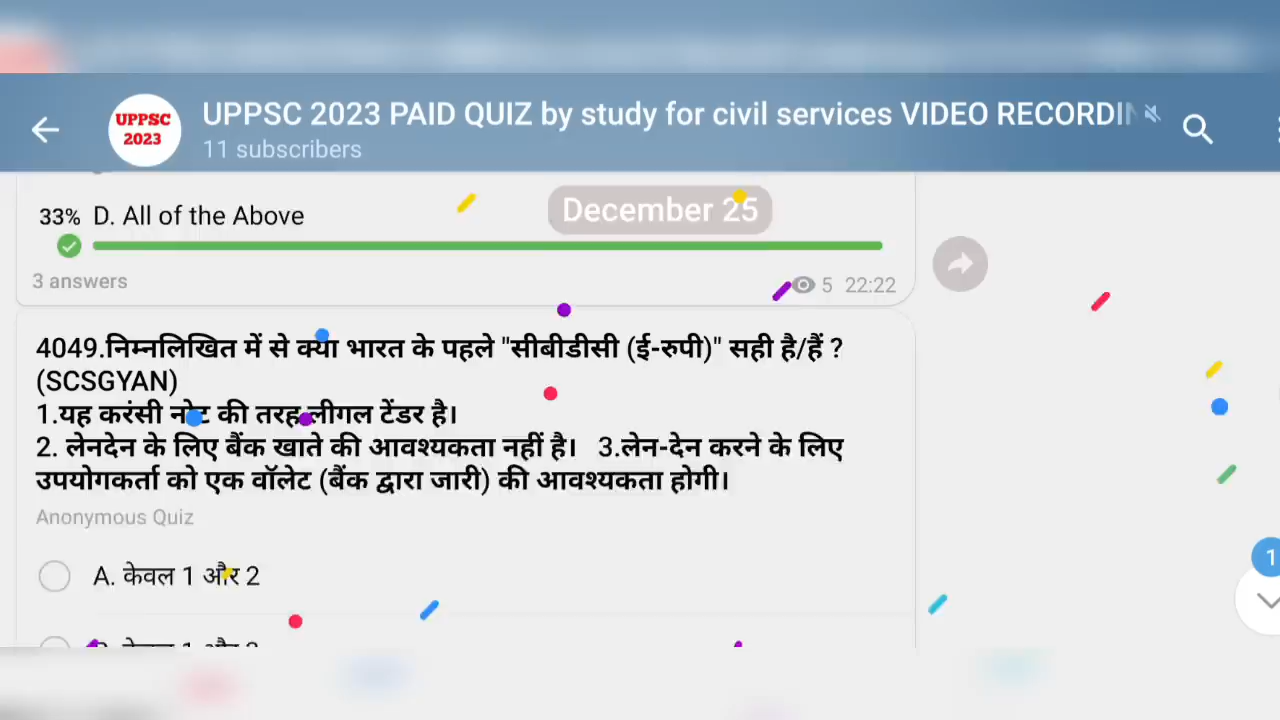 UPPSC
2023
UPPSC 2023 PAID QUIZ by study for civil services VIDEO RECORDI
11 subscribers
December 25
33% D. All of the Above
3 answers
5 22:22
4049.निम्नलिखित में से क्या भारत के पहले "सीबीडीसी (ई-रुपी)" सही है/हैं ?
(SCSGYAN)
1.यह करंसी नोट की तरह लीगल टेंडर है।
2. लेनदेन के लिए बैंक खाते की आवश्यकता नहीं है। 3.लेन-देन करने के लिए
उपयोगकर्ता को एक वॉलेट (बैंक द्वारा जारी) की आवश्यकता होगी।
Anonymous Quiz
A. केवल 1 और 2
1